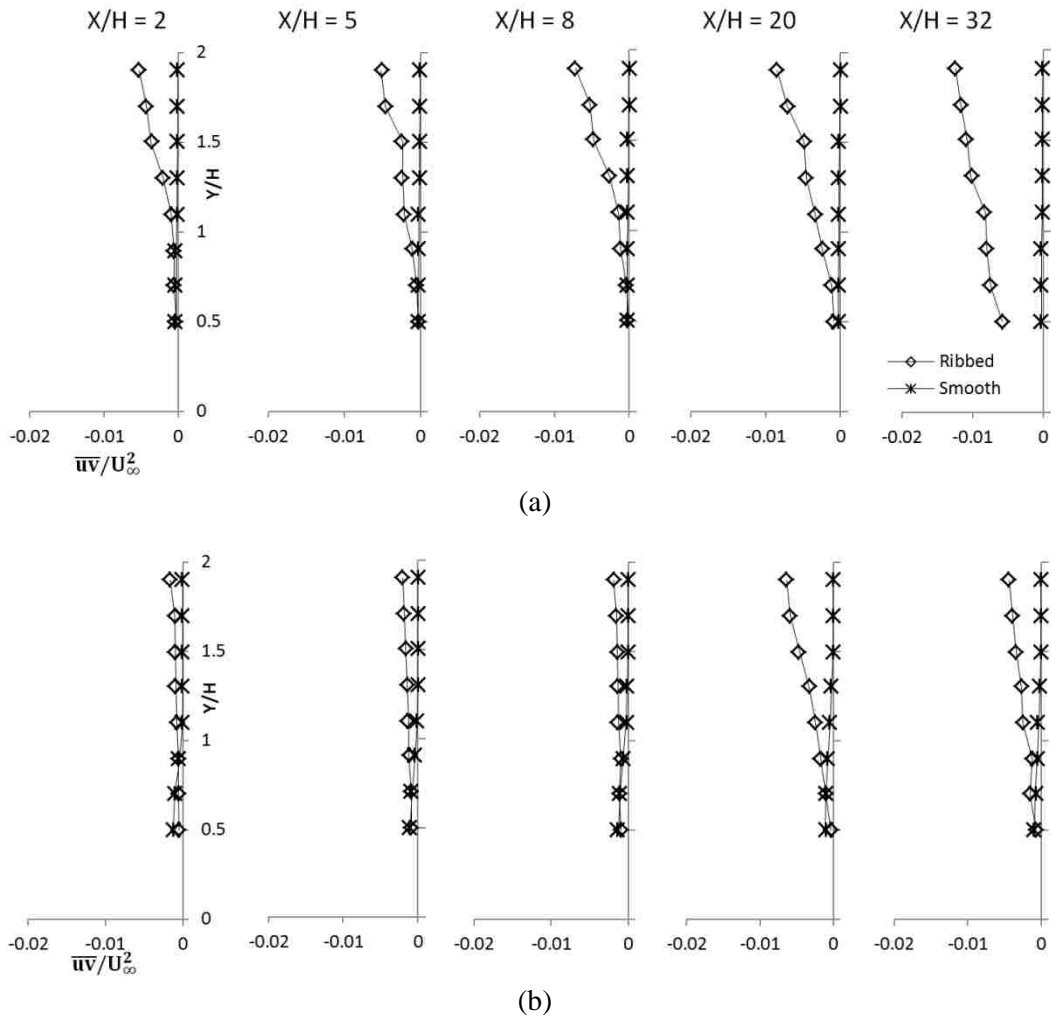 X/H = 2 X/H = 5 X/H = 8 X/H = 20 X/H = 32
2
1.5
Y/H
1
0.5
Ribbed
Smooth
0
-0.02 -0.01 0 -0.02 -0.01 0 -0.02 -0.01 0 -0.02 -0.01 0 -0.02 -0.01 0
u̅v̅/U∞²
(a)
2
1.5
Y/H
1
0.5
0
-0.02 -0.01 0 -0.02 -0.01 0 -0.02 -0.01 0 -0.02 -0.01 0 -0.02 -0.01 0
u̅v̅/U∞²
(b)